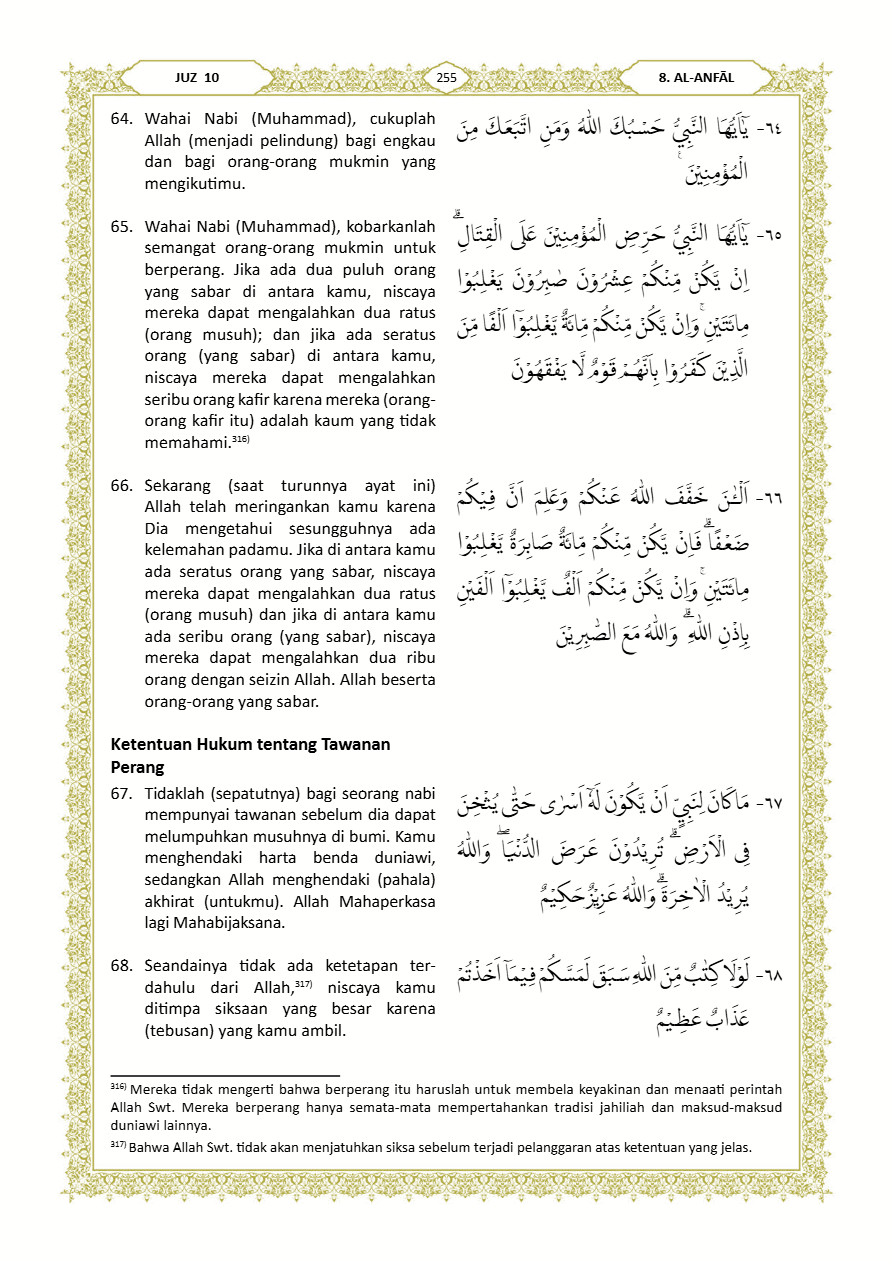 JUZ 10
255
8. AL-ANFĀL
64. Wahai Nabi (Muhammad), cukuplah
Allah (menjadi pelindung) bagi engkau
dan bagi orang-orang mukmin yang
mengikutimu.
٦٤- يٰٓاَيُّهَا النَّبِيُّ حَسْبُكَ اللّٰهُ وَمَنِ اتَّبَعَكَ مِنَ
الْمُؤْمِنِيْنَ ࣖ
65. Wahai Nabi (Muhammad), kobarkanlah
semangat orang-orang mukmin untuk
berperang. Jika ada dua puluh orang
yang sabar di antara kamu, niscaya
mereka dapat mengalahkan dua ratus
(orang musuh); dan jika ada seratus
orang (yang sabar) di antara kamu,
niscaya mereka dapat mengalahkan
seribu orang kafir karena mereka (orang-
orang kafir itu) adalah kaum yang tidak
memahami.316)
٦٥- يٰٓاَيُّهَا النَّبِيُّ حَرِّضِ الْمُؤْمِنِيْنَ عَلَى الْقِتَالِۗ
اِنْ يَّكُنْ مِّنْكُمْ عِشْرُوْنَ صٰبِرُوْنَ يَغْلِبُوْا
مِائَتَيْنِۚ وَاِنْ يَّكُنْ مِّنْكُمْ مِّائَةٌ يَّغْلِبُوْٓا اَلْفًا مِّنَ
الَّذِيْنَ كَفَرُوْا بِاَنَّهُمْ قَوْمٌ لَّا يَفْقَهُوْنَ
66. Sekarang (saat turunnya ayat ini)
Allah telah meringankan kamu karena
Dia mengetahui sesungguhnya ada
kelemahan padamu. Jika di antara kamu
ada seratus orang yang sabar, niscaya
mereka dapat mengalahkan dua ratus
(orang musuh) dan jika di antara kamu
ada seribu orang (yang sabar), niscaya
mereka dapat mengalahkan dua ribu
orang dengan seizin Allah. Allah beserta
orang-orang yang sabar.
٦٦- اَلْـٰٔنَ خَفَّفَ اللّٰهُ عَنْكُمْ وَعَلِمَ اَنَّ فِيْكُمْ
ضَعْفًاۗ فَاِنْ يَّكُنْ مِّنْكُمْ مِّائَةٌ صَابِرَةٌ يَّغْلِبُوْا
مِائَتَيْنِۚ وَاِنْ يَّكُنْ مِّنْكُمْ اَلْفٌ يَّغْلِبُوْٓا اَلْفَيْنِ
بِاِذْنِ اللّٰهِۗ وَاللّٰهُ مَعَ الصّٰبِرِيْنَ
Ketentuan Hukum tentang Tawanan
Perang
67. Tidaklah (sepatutnya) bagi seorang nabi
mempunyai tawanan sebelum dia dapat
melumpuhkan musuhnya di bumi. Kamu
menghendaki harta benda duniawi,
sedangkan Allah menghendaki (pahala)
akhirat (untukmu). Allah Mahaperkasa
lagi Mahabijaksana.
٦٧- مَاكَانَ لِنَبِيٍّ اَنْ يَّكُوْنَ لَهٗٓ اَسْرٰى حَتّٰى يُثْخِنَ
فِى الْاَرْضِۗ تُرِيْدُوْنَ عَرَضَ الدُّنْيَاۖ وَاللّٰهُ
يُرِيْدُ الْاٰخِرَةَۗ وَاللّٰهُ عَزِيْزٌحَكِيْمٌ
68. Seandainya tidak ada ketetapan ter-
dahulu dari Allah,317) niscaya kamu
ditimpa siksaan yang besar karena
(tebusan) yang kamu ambil.
٦٨- لَوْلَا كِتٰبٌ مِّنَ اللّٰهِ سَبَقَ لَمَسَّكُمْ فِيْمَآ اَخَذْتُمْ
عَذَابٌ عَظِيْمٌ
316) Mereka tidak mengerti bahwa berperang itu haruslah untuk membela keyakinan dan menaati perintah
Allah Swt. Mereka berperang hanya semata-mata mempertahankan tradisi jahiliah dan maksud-maksud
duniawi lainnya.
317) Bahwa Allah Swt. tidak akan menjatuhkan siksa sebelum terjadi pelanggaran atas ketentuan yang jelas.